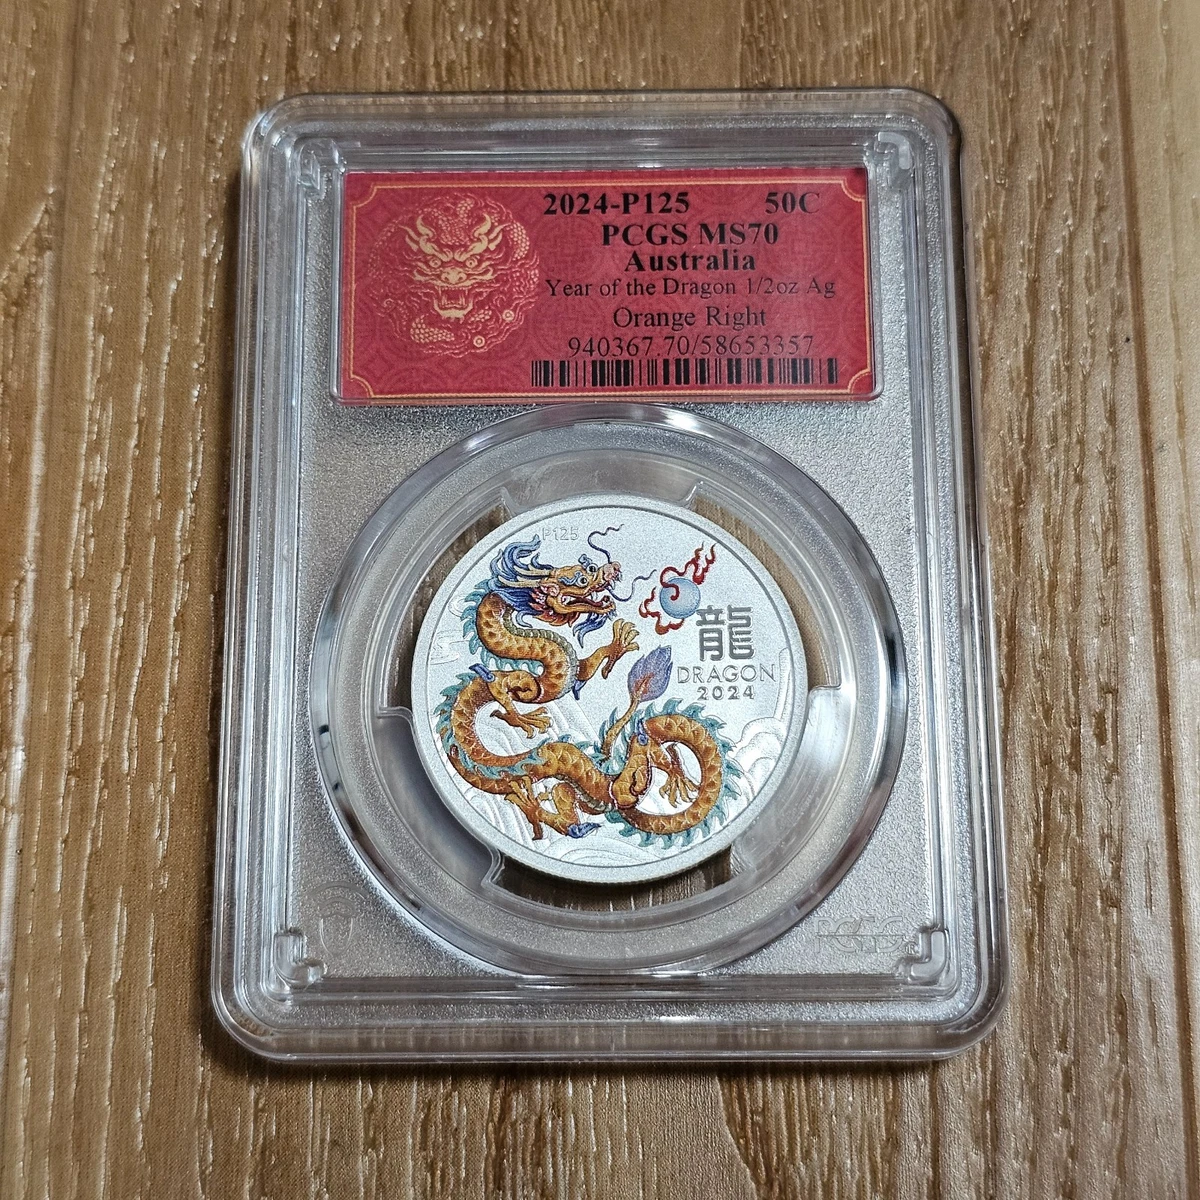 2024-P125 50C
PCGS MS70
Australia
Year of the Dragon 1/2oz Ag
Orange Right
940367.70/58653357
P125
龍
DRAGON
2024
PCGS